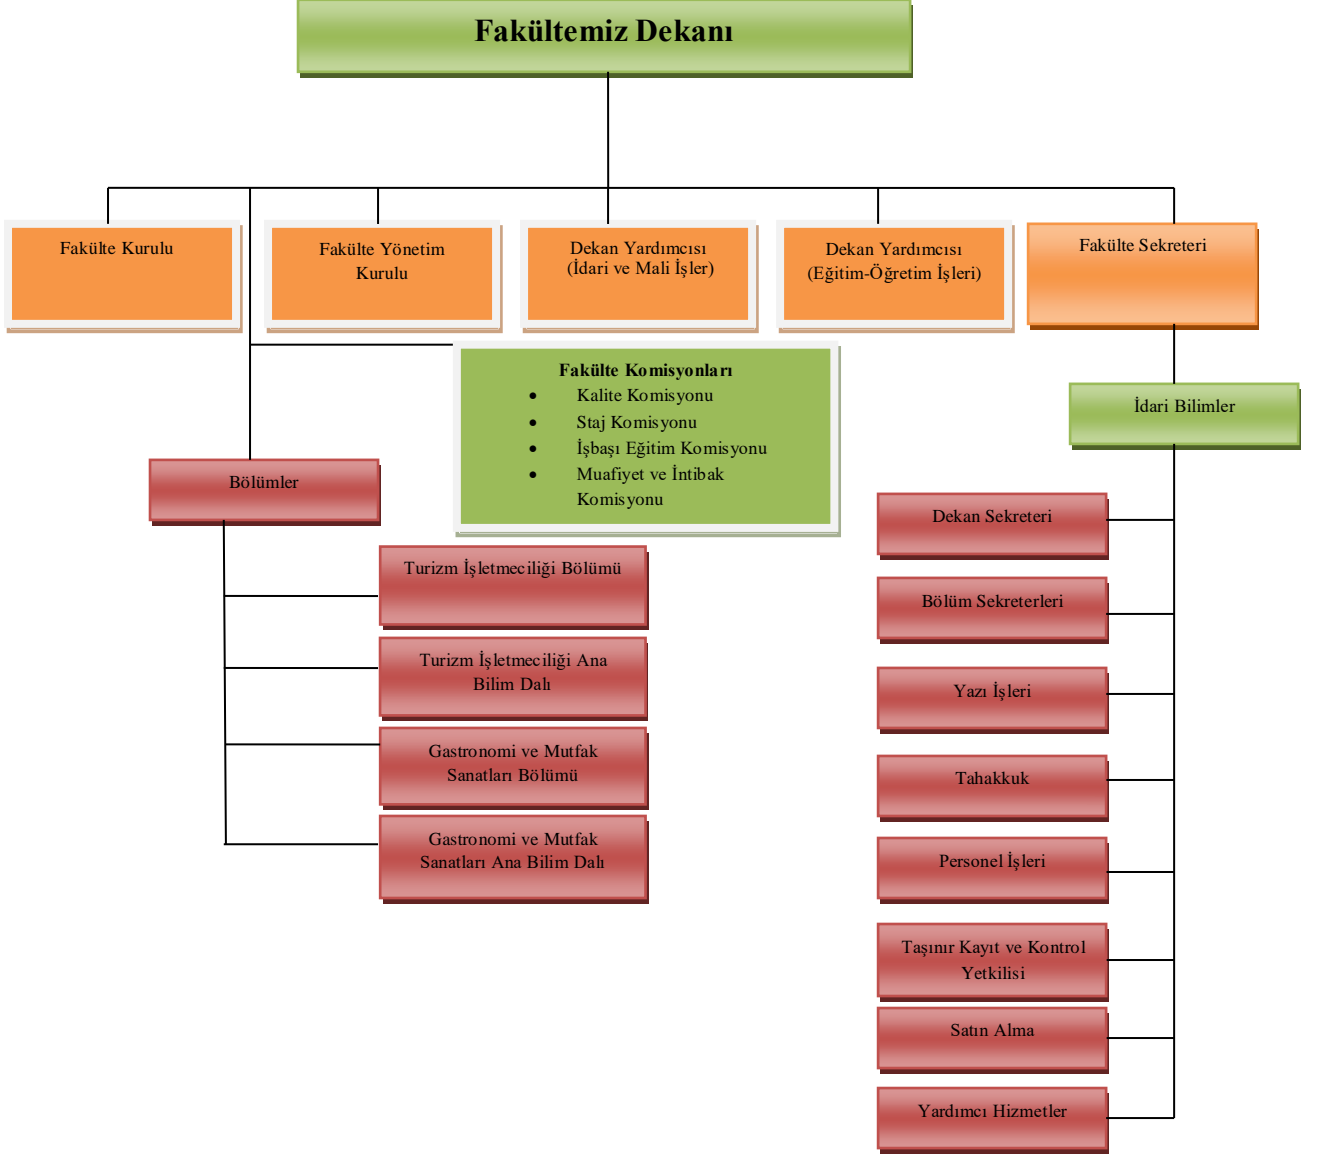 Fakültemiz Dekanı
Fakülte Kurulu
Fakülte Yönetim
Kurulu
Dekan Yardımcısı
(İdari ve Mali İşler)
Dekan Yardımcısı
(Eğitim-Öğretim İşleri)
Fakülte Sekreteri
Fakülte Komisyonları
• Kalite Komisyonu
• Staj Komisyonu
• İşbaşı Eğitim Komisyonu
• Muafiyet ve İntibak
Komisyonu
İdari Bilimler
Bölümler
Turizm İşletmeciliği Bölümü
Turizm İşletmeciliği Ana
Bilim Dalı
Gastronomi ve Mutfak
Sanatları Bölümü
Gastronomi ve Mutfak
Sanatları Ana Bilim Dalı
Dekan Sekreteri
Bölüm Sekreterleri
Yazı İşleri
Tahakkuk
Personel İşleri
Taşınır Kayıt ve Kontrol
Yetkilisi
Satın Alma
Yardımcı Hizmetler